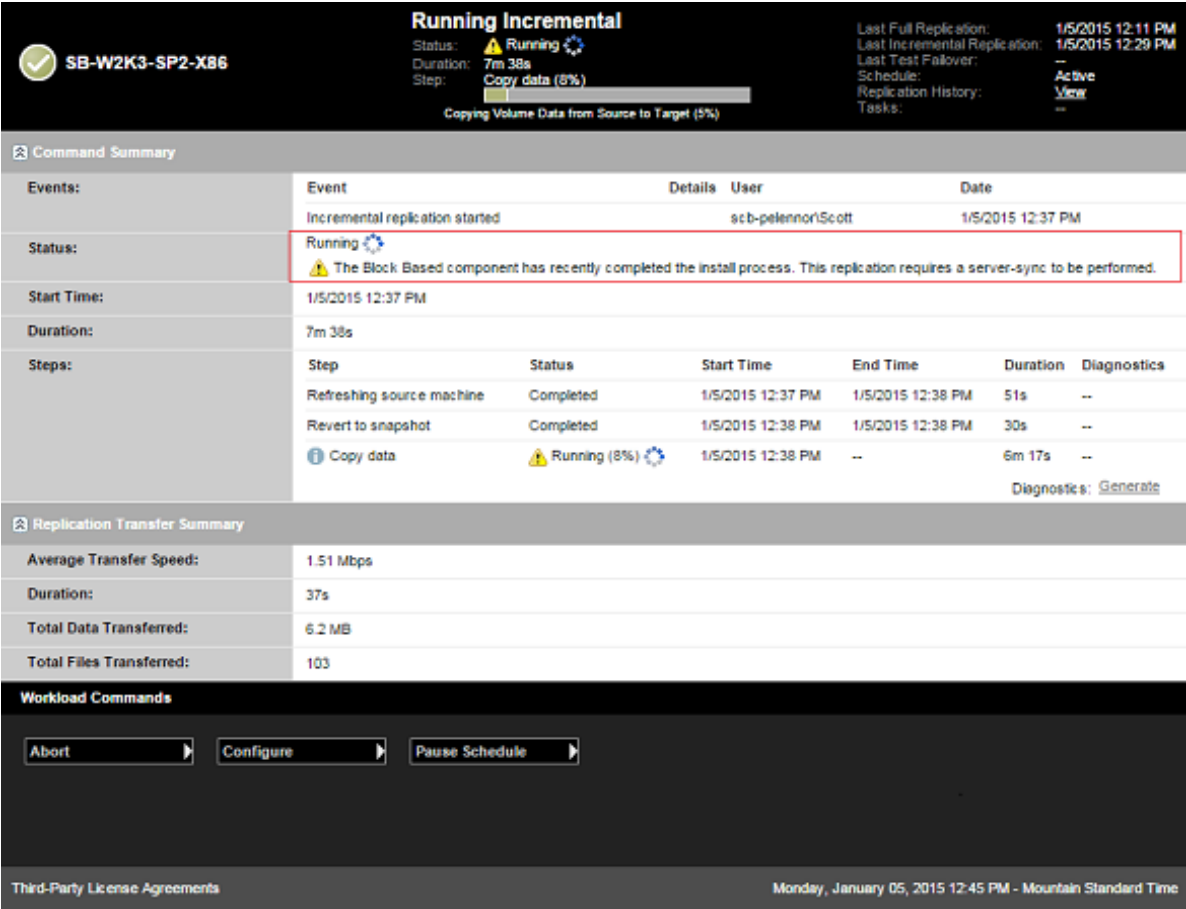 SB-W2K3-SP2-X86
Running Incremental
Status: Running
Duration: 7m 38s
Step: Copy data (8%)
Copying Volume Data from Source to Target (5%)
Last Full Replication: 1/5/2015 12:11 PM
Last Incremental Replication: 1/5/2015 12:29 PM
Last Test Failover: --
Schedule: Active
Replication History: View
Tasks: --
Command Summary
Events: Event Details User Date
Incremental replication started scb-pelennor\Scott 1/5/2015 12:37 PM
Status: Running
The Block Based component has recently completed the install process. This replication requires a server-sync to be performed.
Start Time: 1/5/2015 12:37 PM
Duration: 7m 38s
Steps: Step Status Start Time End Time Duration Diagnostics
Refreshing source machine Completed 1/5/2015 12:37 PM 1/5/2015 12:38 PM 51s --
Revert to snapshot Completed 1/5/2015 12:38 PM 1/5/2015 12:38 PM 30s --
Copy data Running (8%) 1/5/2015 12:38 PM -- 6m 17s --
Diagnostics: Generate
Replication Transfer Summary
Average Transfer Speed: 1.51 Mbps
Duration: 37s
Total Data Transferred: 6.2 MB
Total Files Transferred: 103
Workload Commands
Abort Configure Pause Schedule
Third-Party License Agreements Monday, January 05, 2015 12:45 PM - Mountain Standard Time